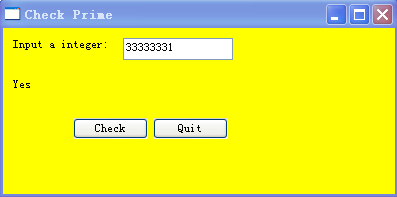 Check Prime
Input a integer: 33333331
Yes
Check Quit